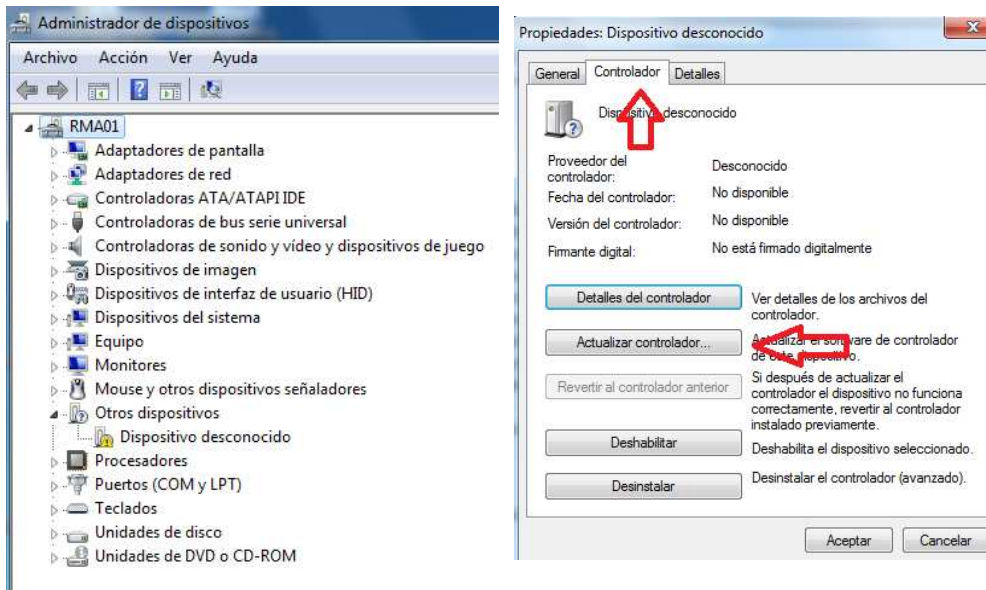 Administrador de dispositivos
Archivo Acción Ver Ayuda
RMA01
Adaptadores de pantalla
Adaptadores de red
Controladoras ATA/ATAPI IDE
Controladoras de bus serie universal
Controladoras de sonido y vídeo y dispositivos de juego
Dispositivos de imagen
Dispositivos de interfaz de usuario (HID)
Dispositivos del sistema
Equipo
Monitores
Mouse y otros dispositivos señaladores
Otros dispositivos
Dispositivo desconocido
Procesadores
Puertos (COM y LPT)
Teclados
Unidades de disco
Unidades de DVD o CD-ROM
Propiedades: Dispositivo desconocido
General Controlador Detalles
Dispositivo desconocido
Proveedor del
controlador:
Desconocido
Fecha del controlador: No disponible
Versión del controlador: No disponible
Firmante digital: No está firmado digitalmente
Detalles del controlador
Ver detalles de los archivos del
controlador.
Actualizar controlador...
Actualizar el software de controlador
de este dispositivo.
Revertir al controlador anterior
Si después de actualizar el
controlador el dispositivo no funciona
correctamente, revertir al controlador
instalado previamente.
Deshabilitar
Deshabilita el dispositivo seleccionado.
Desinstalar
Desinstalar el controlador (avanzado).
Aceptar Cancelar